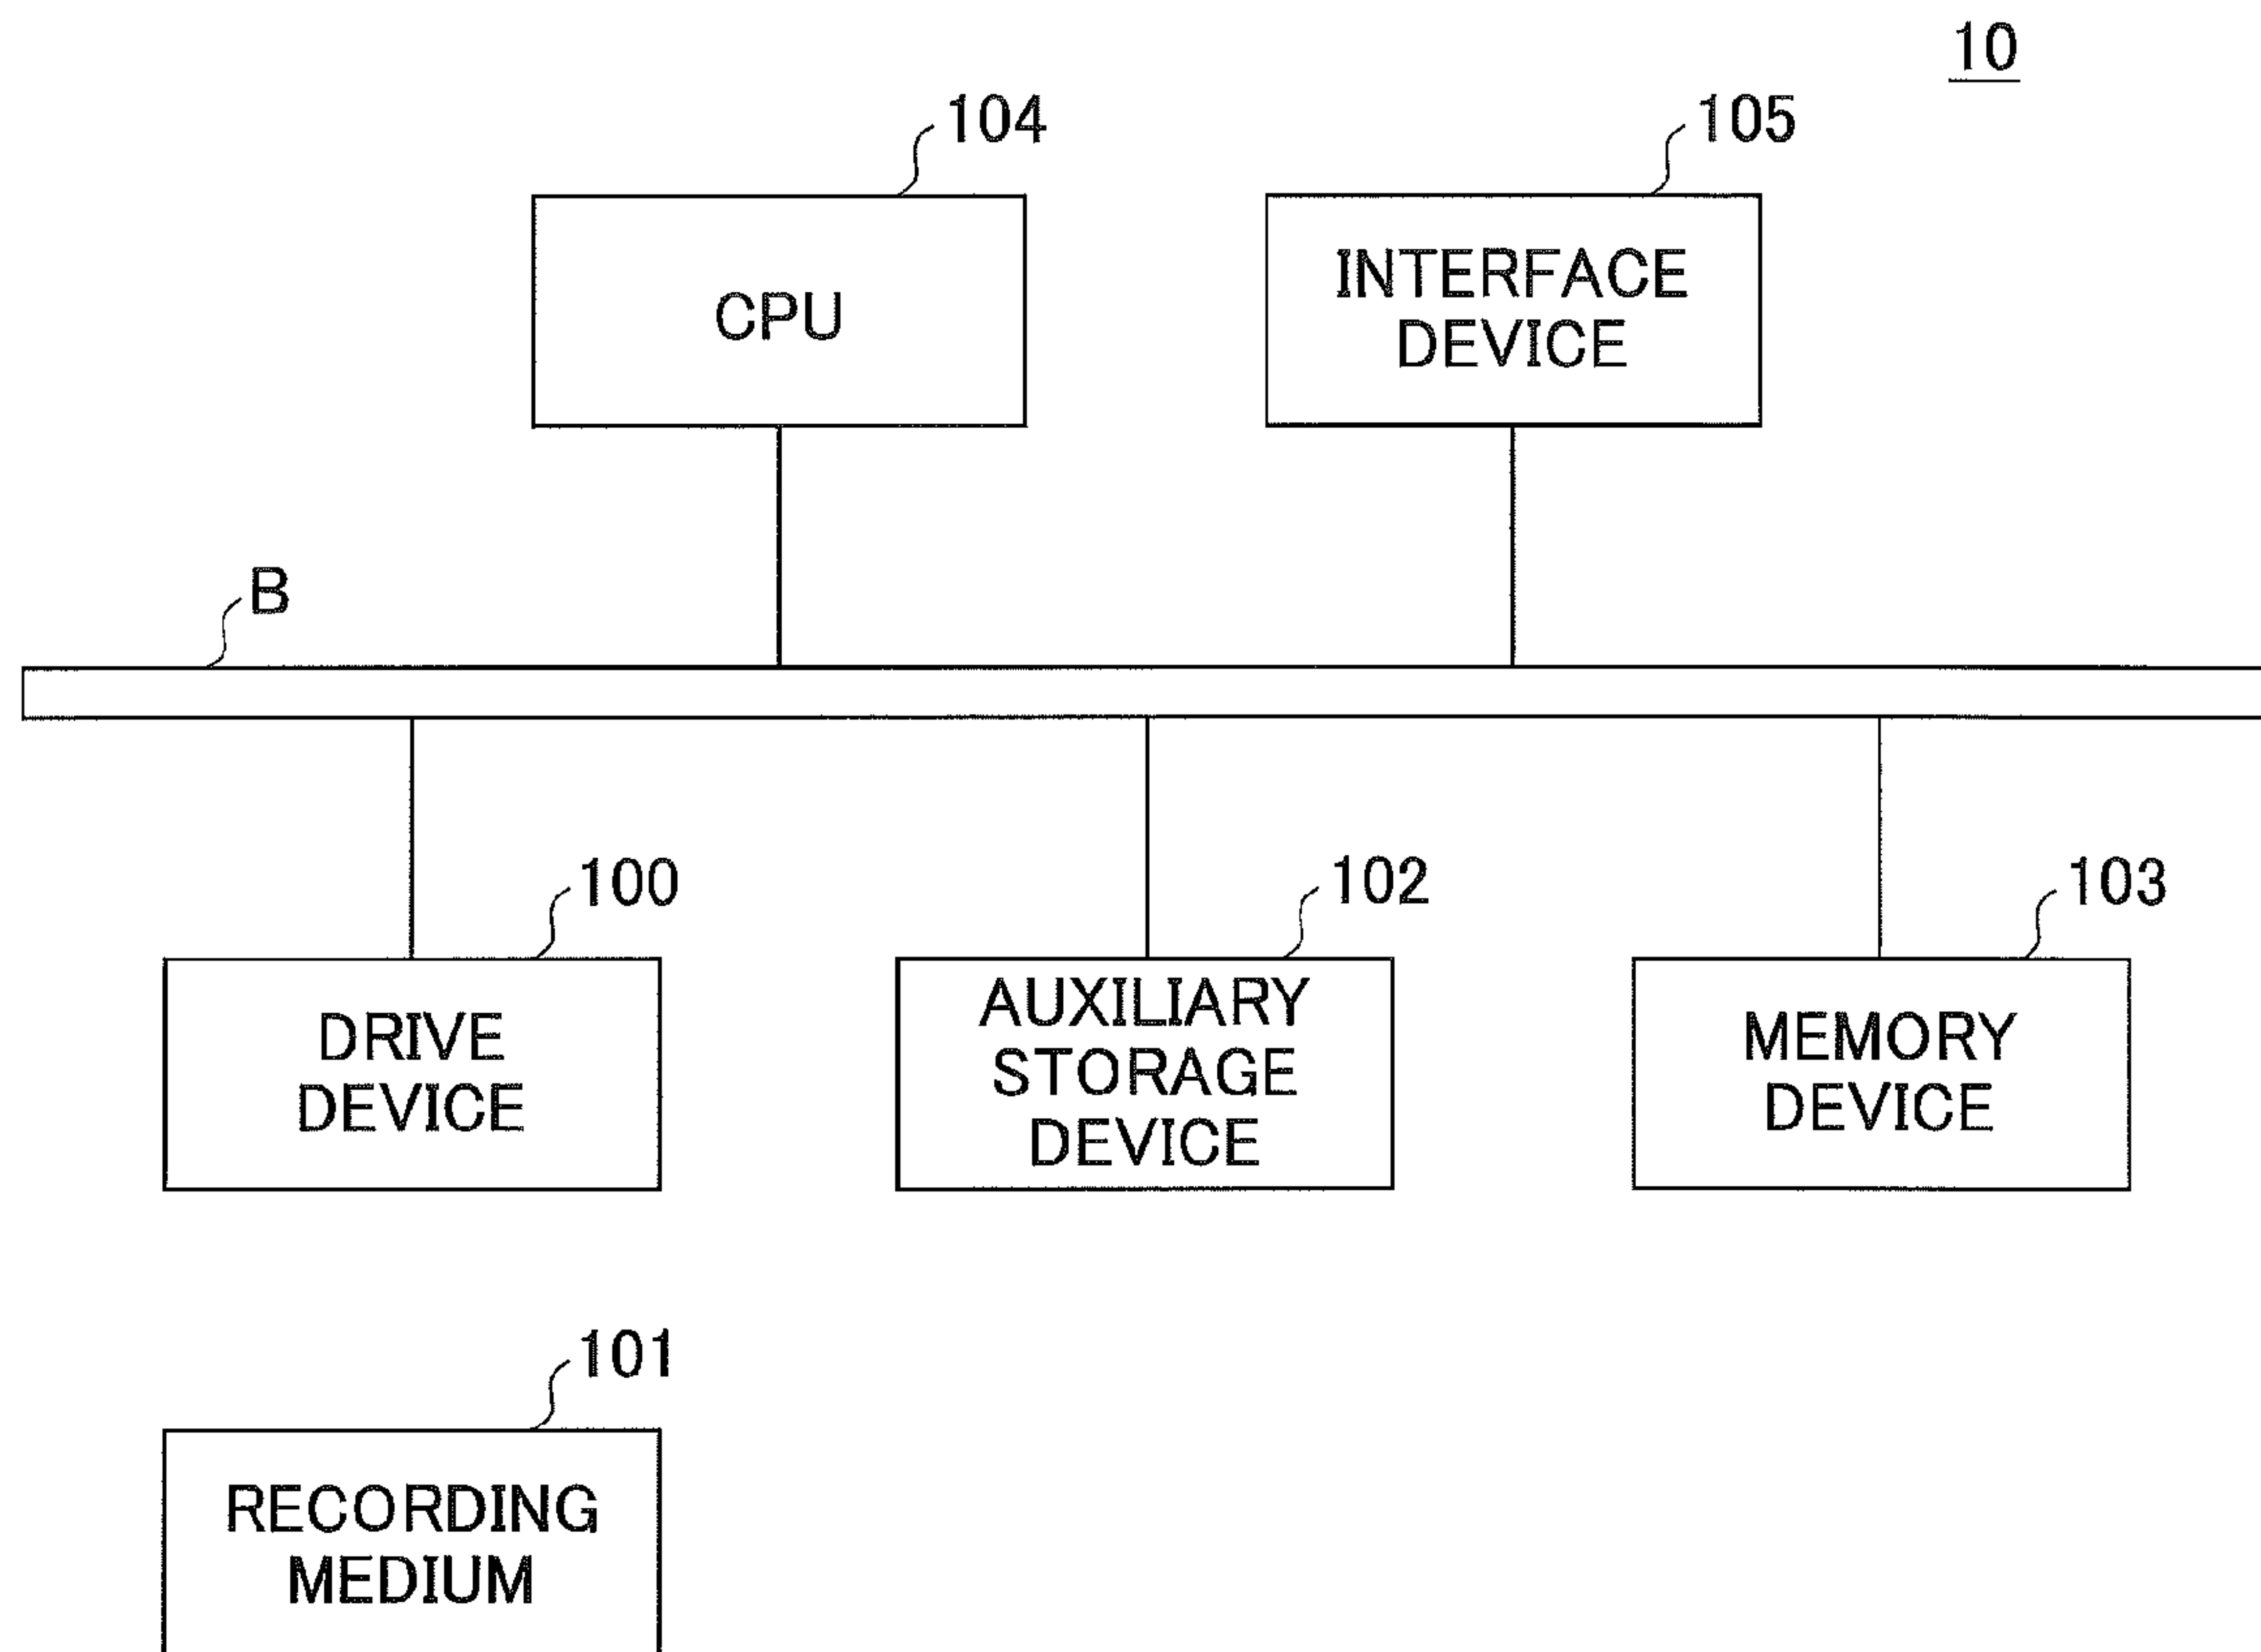 10
104
105
CPU
INTERFACE
DEVICE
B
100
102
103
DRIVE
DEVICE
AUXILIARY
STORAGE
DEVICE
MEMORY
DEVICE
101
RECORDING
MEDIUM